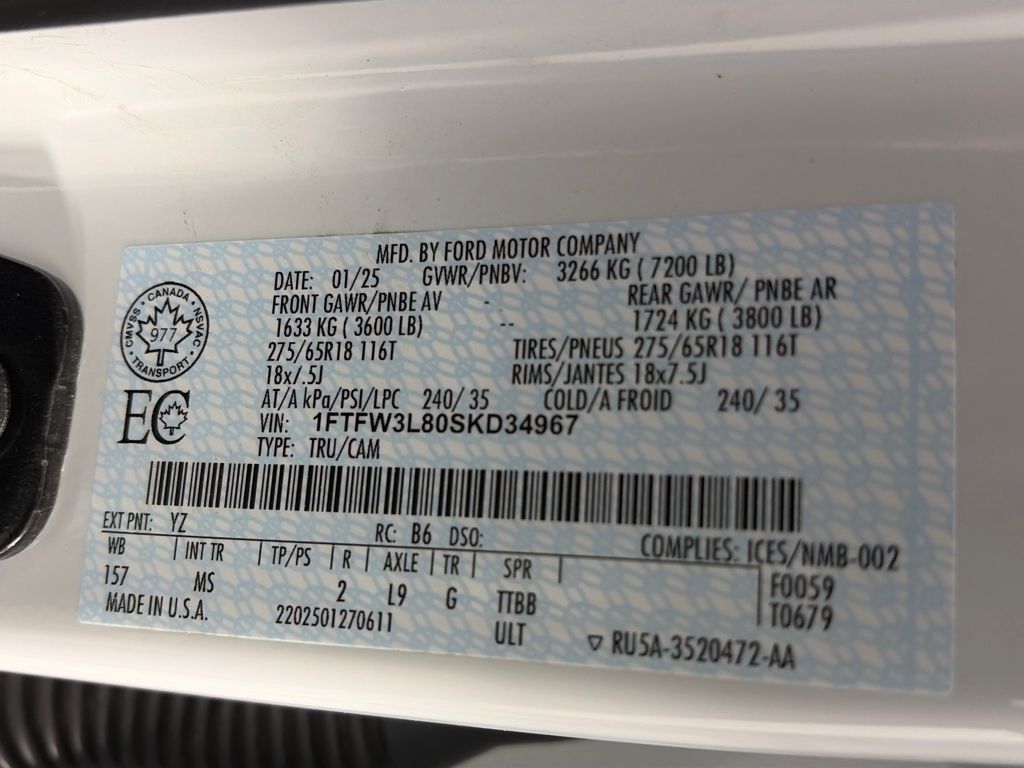 MFD. BY FORD MOTOR COMPANY
DATE: 01/25 GVWR/PNBV: 3266 KG ( 7200 LB)
FRONT GAWR/PNBE AV - REAR GAWR/ PNBE AR
1633 KG ( 3600 LB) -- 1724 KG ( 3800 LB)
275/65R18 116T TIRES/PNEUS 275/65R18 116T
18x7.5J RIMS/JANTES 18x7.5J
AT/A kPa/PSI/LPC 240/ 35 COLD/A FROID 240/ 35
VIN: 1FTFW3L80SKD34967
TYPE: TRU/CAM
CANADA
CMVSS NSVAC
977
TRANSPORT
EC
EXT PNT: YZ RC: B6 DSO:
COMPLIES: ICES/NMB-002
WB | INT TR | TP/PS | R | AXLE | TR | SPR |
157 MS 2 L9 G TTBB F0059
MADE IN U.S.A. 2202501270611 ULT T0679
▽ RU5A-3520472-AA